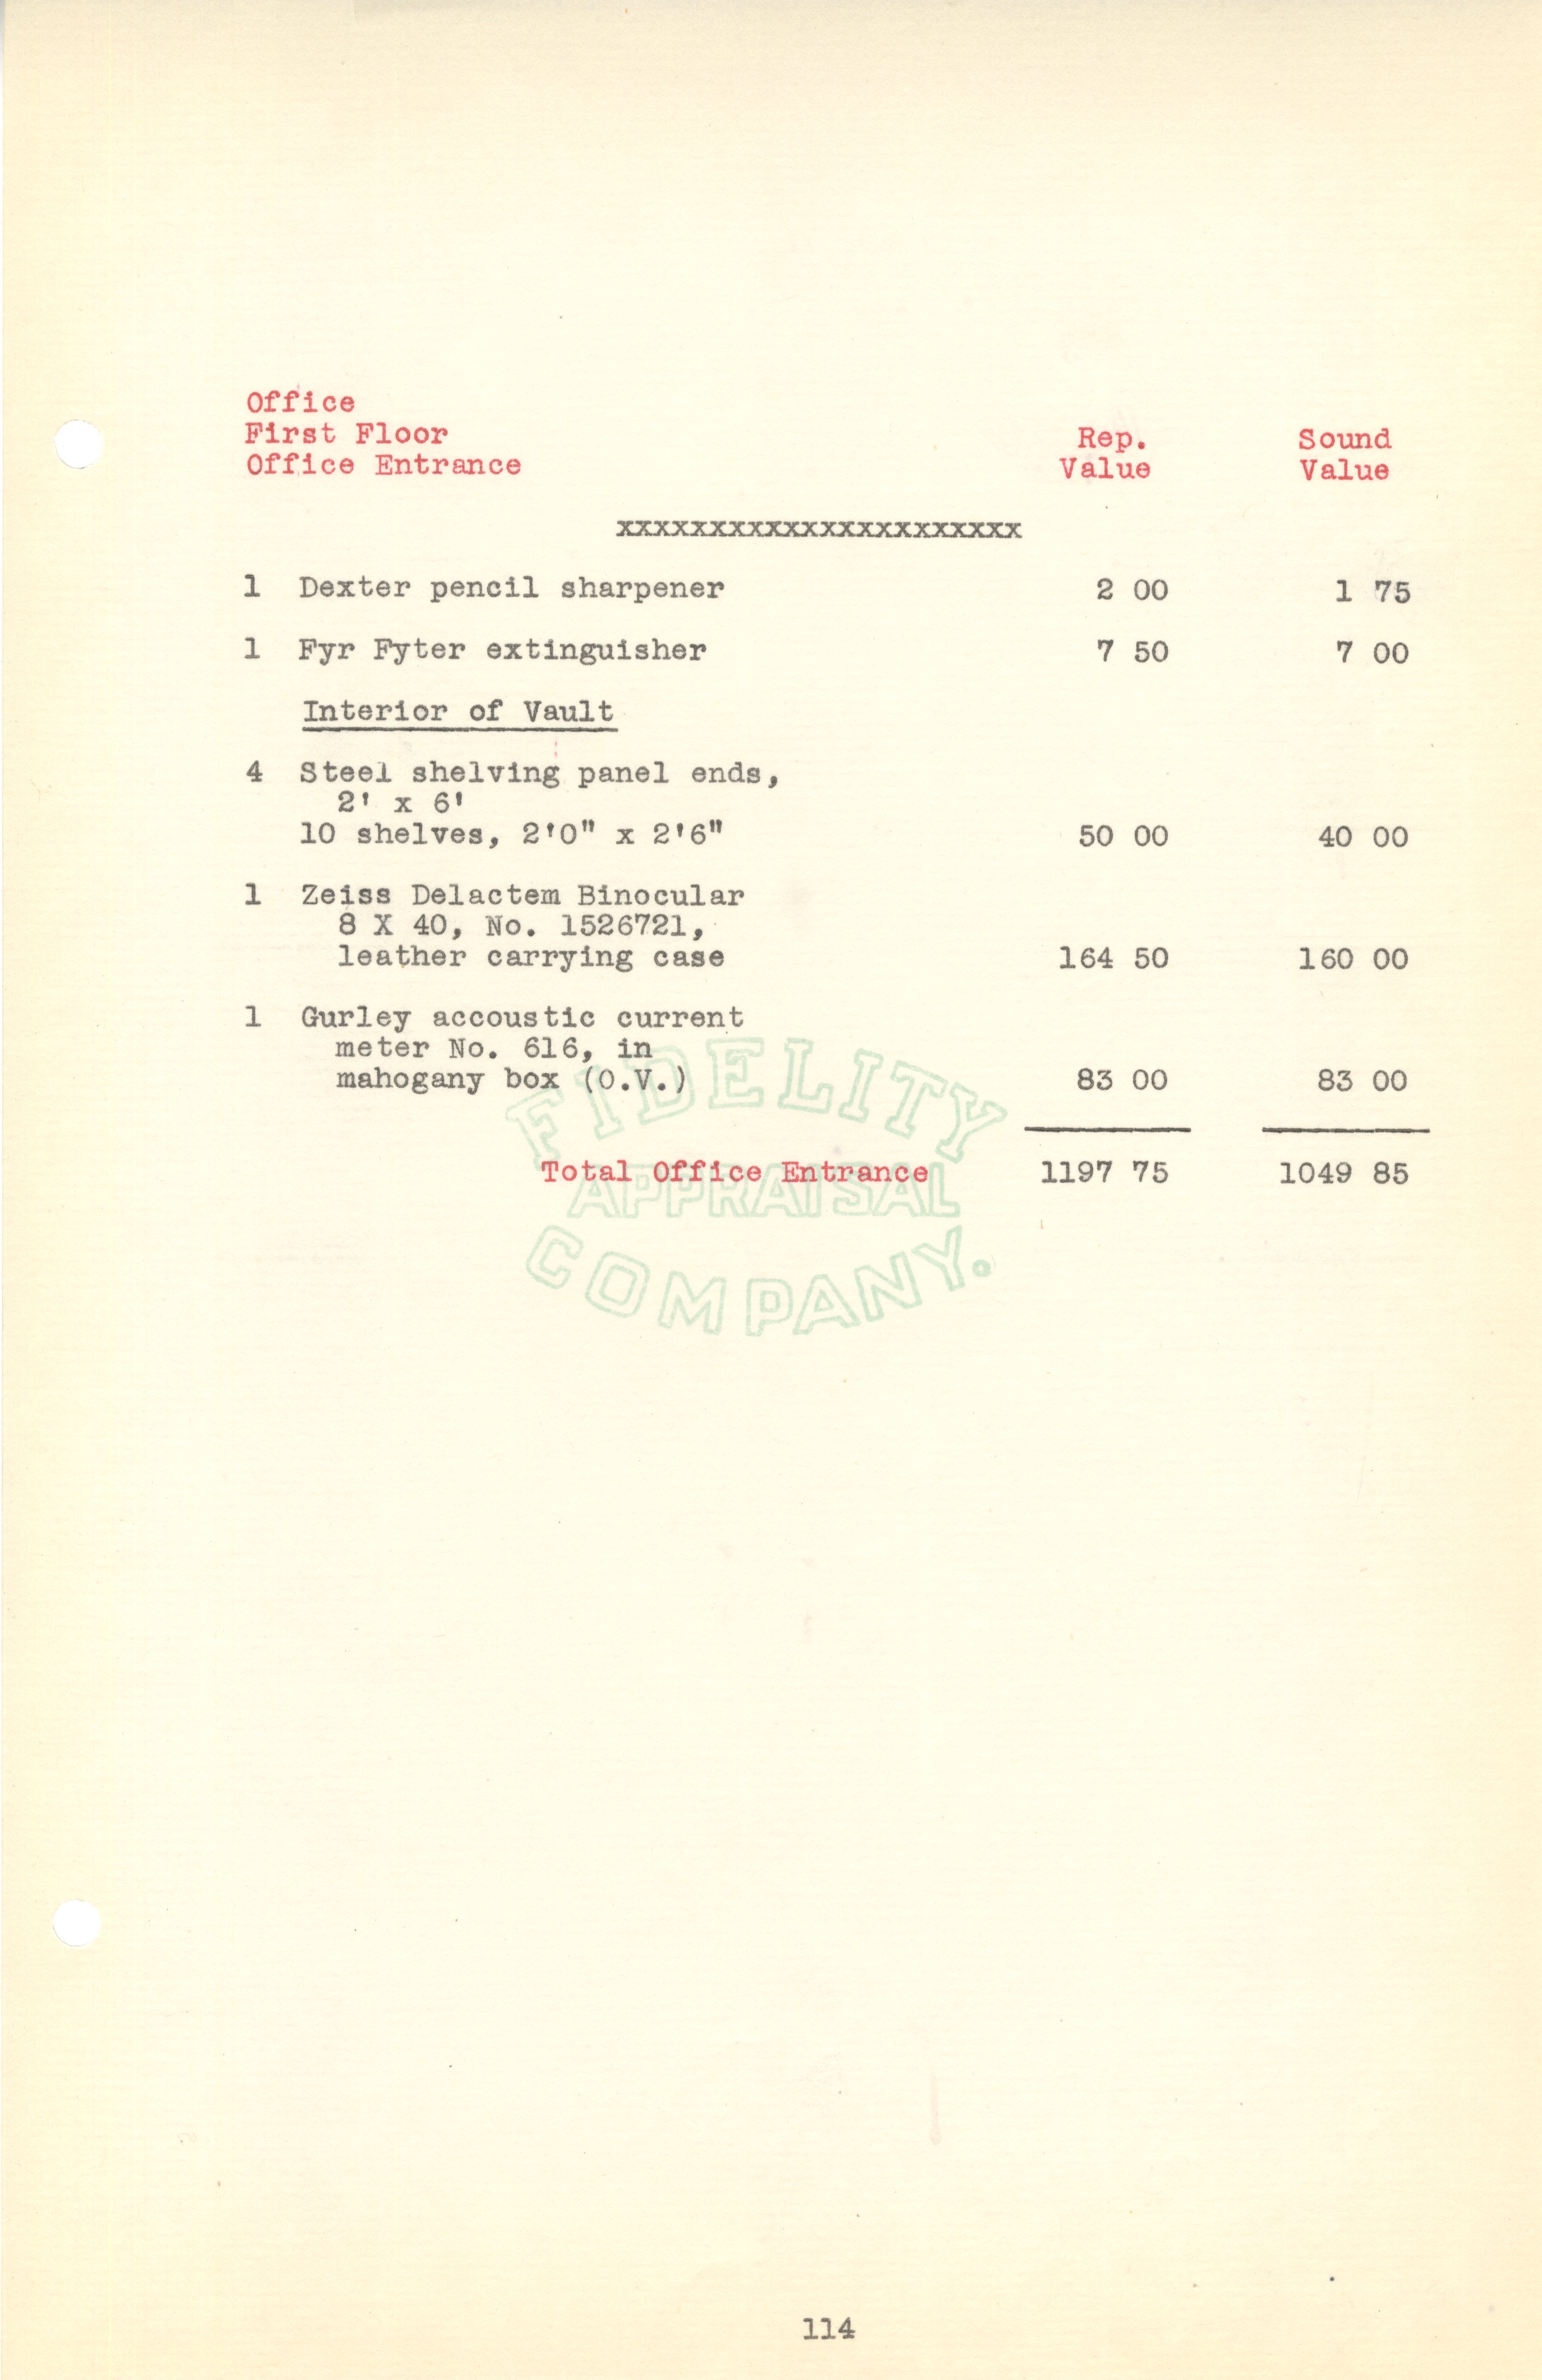 Office
First Floor
Office Entrance
Rep. Value
Sound Value
xxxxxxxxxxxxxxxxxxxxxx
1 Dexter pencil sharpener 2 00 1 75
1 Fyr Fyter extinguisher 7 50 7 00
Interior of Vault
4 Steel shelving panel ends,
2' x 6'
10 shelves, 2'0" x 2'6" 50 00 40 00
1 Zeiss Delactem Binocular
8 X 40, No. 1526721,
leather carrying case 164 50 160 00
1 Gurley accoustic current
meter No. 616, in
mahogany box (O.V.) 83 00 83 00
Total Office Entrance 1197 75 1049 85
FIDELITY
APPRAISAL
COMPANY.
114